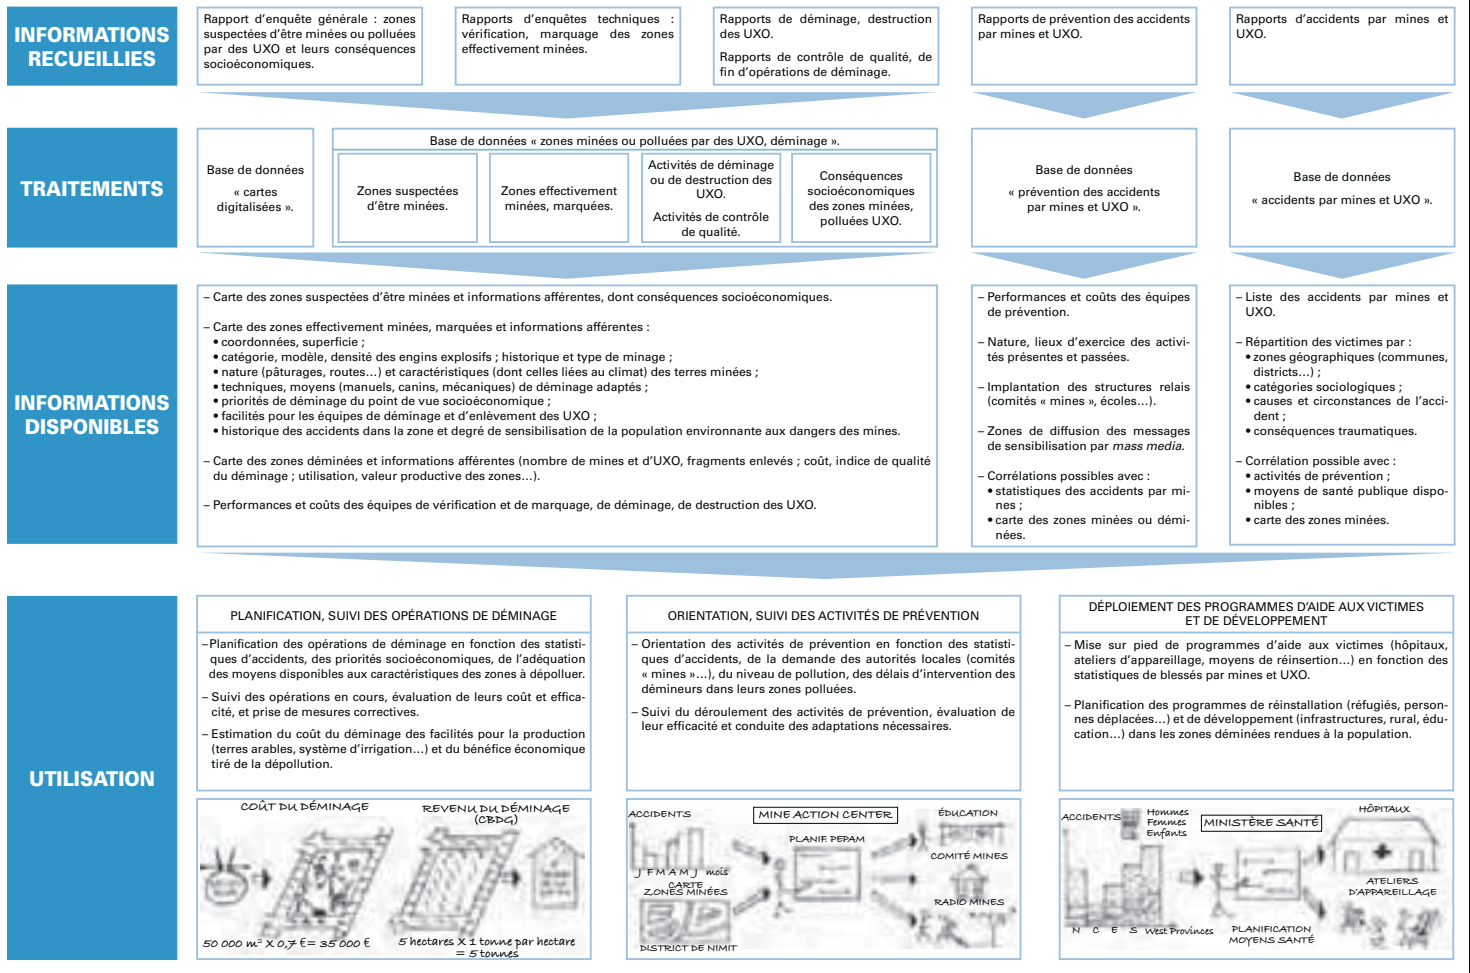 INFORMATIONS
RECUEILLIES
Rapport d'enquête générale : zones
suspectées d'être minées ou polluées
par des UXO et leurs conséquences
socioéconomiques.
Rapports d'enquêtes techniques :
vérification, marquage des zones
effectivement minées.
Rapports de déminage, destruction
des UXO.
Rapports de contrôle de qualité, de
fin d'opérations de déminage.
Rapports de prévention des accidents
par mines et UXO.
Rapports d'accidents par mines et
UXO.
TRAITEMENTS
Base de données
« cartes
digitalisées ».
Base de données « zones minées ou polluées par des UXO, déminage ».
Zones suspectées
d'être minées.
Zones effectivement
minées, marquées.
Activités de déminage
ou de destruction des
UXO.
Activités de contrôle
de qualité.
Conséquences
socioéconomiques
des zones minées,
polluées UXO.
Base de données
« prévention des accidents
par mines et UXO ».
Base de données
« accidents par mines et UXO ».
INFORMATIONS
DISPONIBLES
– Carte des zones suspectées d'être minées et informations afférentes, dont conséquences socioéconomiques.
– Carte des zones effectivement minées, marquées et informations afférentes :
• coordonnées, superficie ;
• catégorie, modèle, densité des engins explosifs ; historique et type de minage ;
• nature (pâturages, routes…) et caractéristiques (dont celles liées au climat) des terres minées ;
• techniques, moyens (manuels, canins, mécaniques) de déminage adaptés ;
• priorités de déminage du point de vue socioéconomique ;
• facilités pour les équipes de déminage et d'enlèvement des UXO ;
• historique des accidents dans la zone et degré de sensibilisation de la population environnante aux dangers des mines.
– Carte des zones déminées et informations afférentes (nombre de mines et d'UXO, fragments enlevés ; coût, indice de qualité
du déminage ; utilisation, valeur productive des zones…).
– Performances et coûts des équipes de vérification et de marquage, de déminage, de destruction des UXO.
– Performances et coûts des équipes
de prévention.
– Nature, lieux d'exercice des activi-
tés présentes et passées.
– Implantation des structures relais
(comités « mines », écoles…).
– Zones de diffusion des messages
de sensibilisation par mass media.
– Corrélations possibles avec :
• statistiques des accidents par mi-
nes ;
• carte des zones minées ou démi-
nées.
– Liste des accidents par mines et
UXO.
– Répartition des victimes par :
• zones géographiques (communes,
districts…) ;
• catégories sociologiques ;
• causes et circonstances de l'acci-
dent ;
• conséquences traumatiques.
– Corrélation possible avec :
• activités de prévention ;
• moyens de santé publique dispo-
nibles ;
• carte des zones minées.
UTILISATION
PLANIFICATION, SUIVI DES OPÉRATIONS DE DÉMINAGE
– Planification des opérations de déminage en fonction des statisti-
ques d'accidents, des priorités socioéconomiques, de l'adéquation
des moyens disponibles aux caractéristiques des zones à dépolluer.
– Suivi des opérations en cours, évaluation de leurs coût et effica-
cité, et prise de mesures correctives.
– Estimation du coût du déminage des facilités pour la production
(terres arables, système d'irrigation…) et du bénéfice économique
tiré de la dépollution.
COÛT DU DÉMINAGE
REVENU DU DÉMINAGE
(CBDG)
50 000 m² X 0,7 € = 35 000 €
5 hectares X 1 tonne par hectare
= 5 tonnes
ORIENTATION, SUIVI DES ACTIVITÉS DE PRÉVENTION
– Orientation des activités de prévention en fonction des statisti-
ques d'accidents, de la demande des autorités locales (comités
« mines »…), du niveau de pollution, des délais d'intervention des
démineurs dans leurs zones polluées.
– Suivi du déroulement des activités de prévention, évaluation de
leur efficacité et conduite des adaptations nécessaires.
ACCIDENTS
MINE ACTION CENTER
ÉDUCATION
PLANIF. PEPAM
COMITÉ MINES
J F M A M J mois
CARTE
ZONES MINÉES
RADIO MINES
DISTRICT DE NIMIT
DÉPLOIEMENT DES PROGRAMMES D'AIDE AUX VICTIMES
ET DE DÉVELOPPEMENT
– Mise sur pied de programmes d'aide aux victimes (hôpitaux,
ateliers d'appareillage, moyens de réinsertion…) en fonction des
statistiques de blessés par mines et UXO.
– Planification des programmes de réinstallation (réfugiés, person-
nes déplacées…) et de développement (infrastructures, rural, édu-
cation…) dans les zones déminées rendues à la population.
ACCIDENTS
Hommes
Femmes
Enfants
MINISTÈRE SANTÉ
HÔPITAUX
ATELIERS
D'APPAREILLAGE
N C E S West Provinces
PLANIFICATION
MOYENS SANTÉ